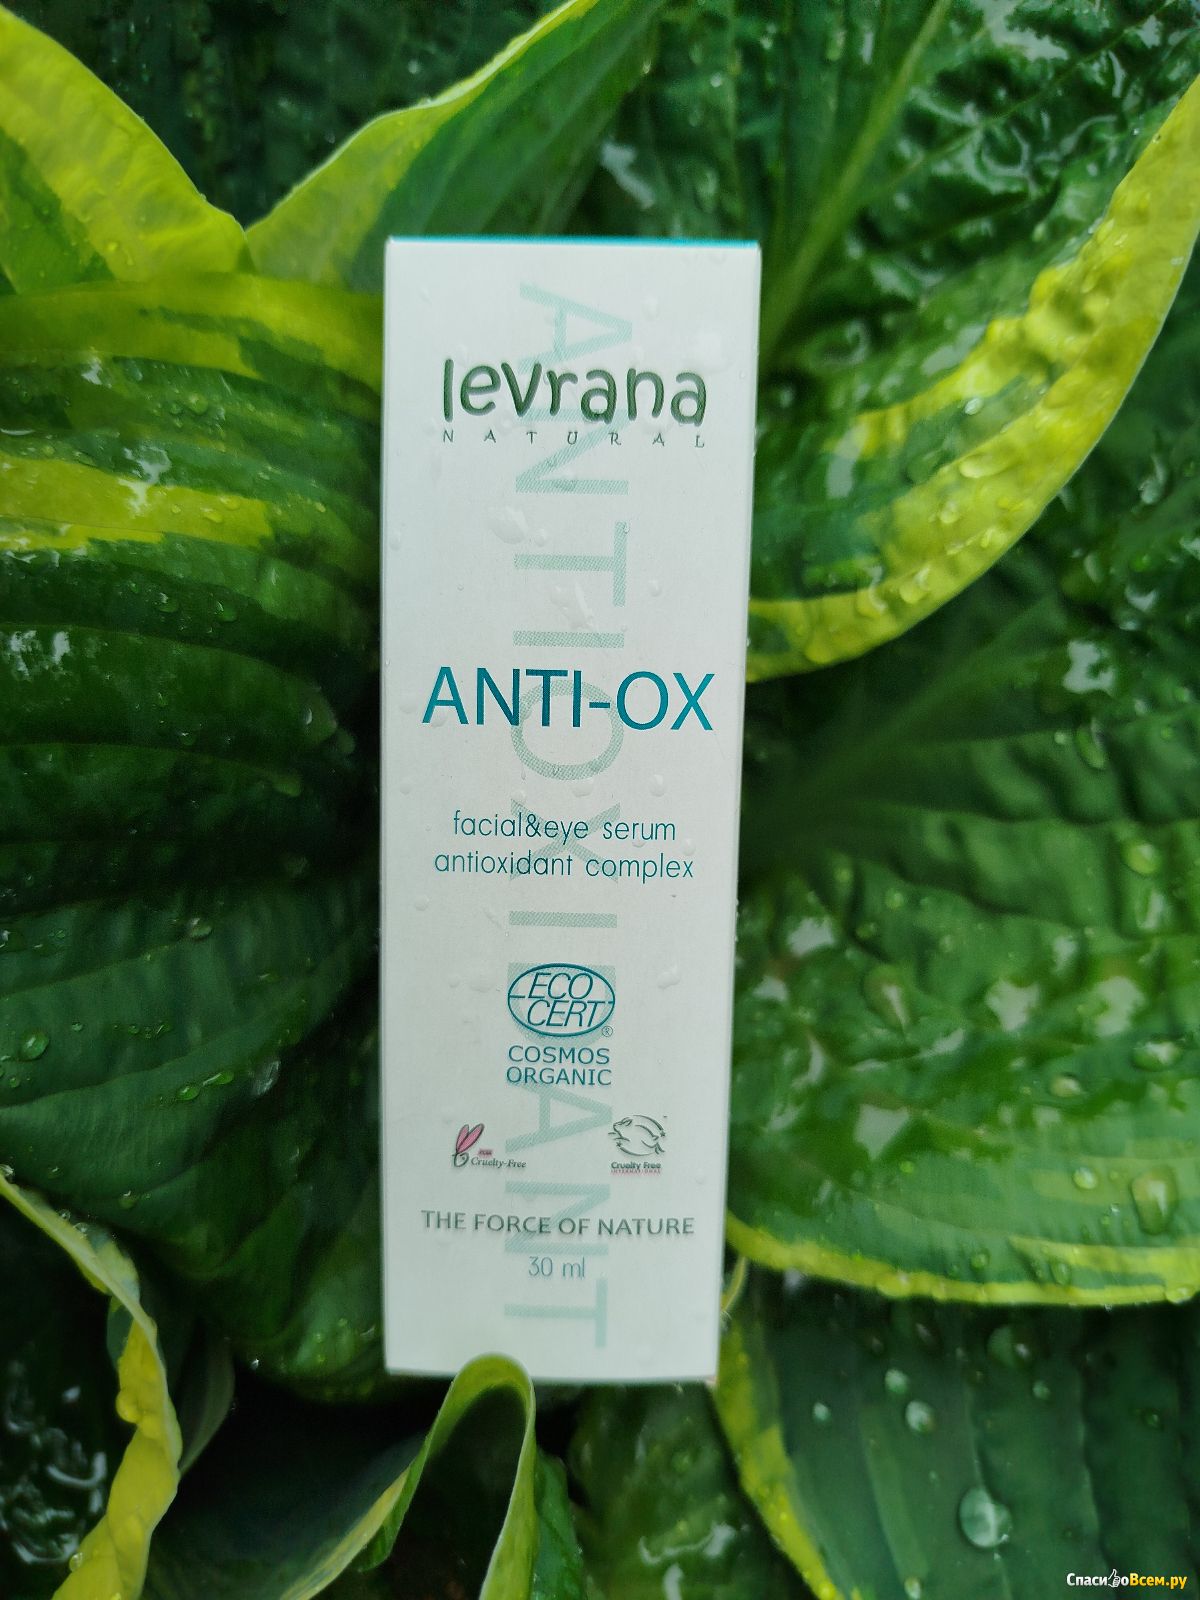 levrana
NATURAL
ANTIOXIDANT
ANTI-OX
facial&eye serum
antioxidant complex
ECO
CERT®
COSMOS
ORGANIC
Cruelty-Free
Cruelty Free
INTERNATIONAL
THE FORCE OF NATURE
30 ml
СпасибоВсем.ру